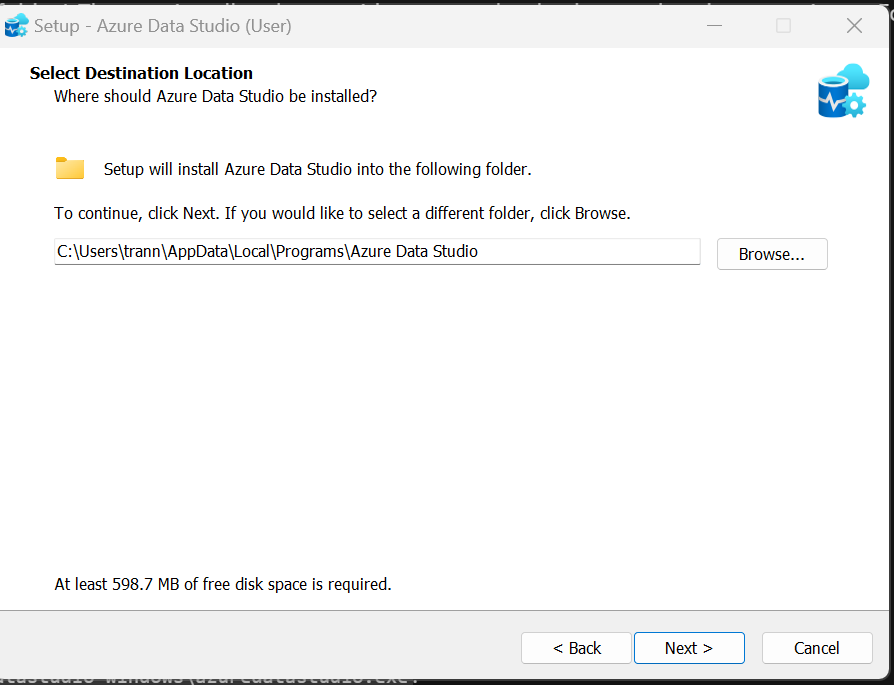 Setup - Azure Data Studio (User)
Select Destination Location
Where should Azure Data Studio be installed?
Setup will install Azure Data Studio into the following folder.
To continue, click Next. If you would like to select a different folder, click Browse.
C:\Users\trann\AppData\Local\Programs\Azure Data Studio
Browse...
At least 598.7 MB of free disk space is required.
< Back
Next >
Cancel